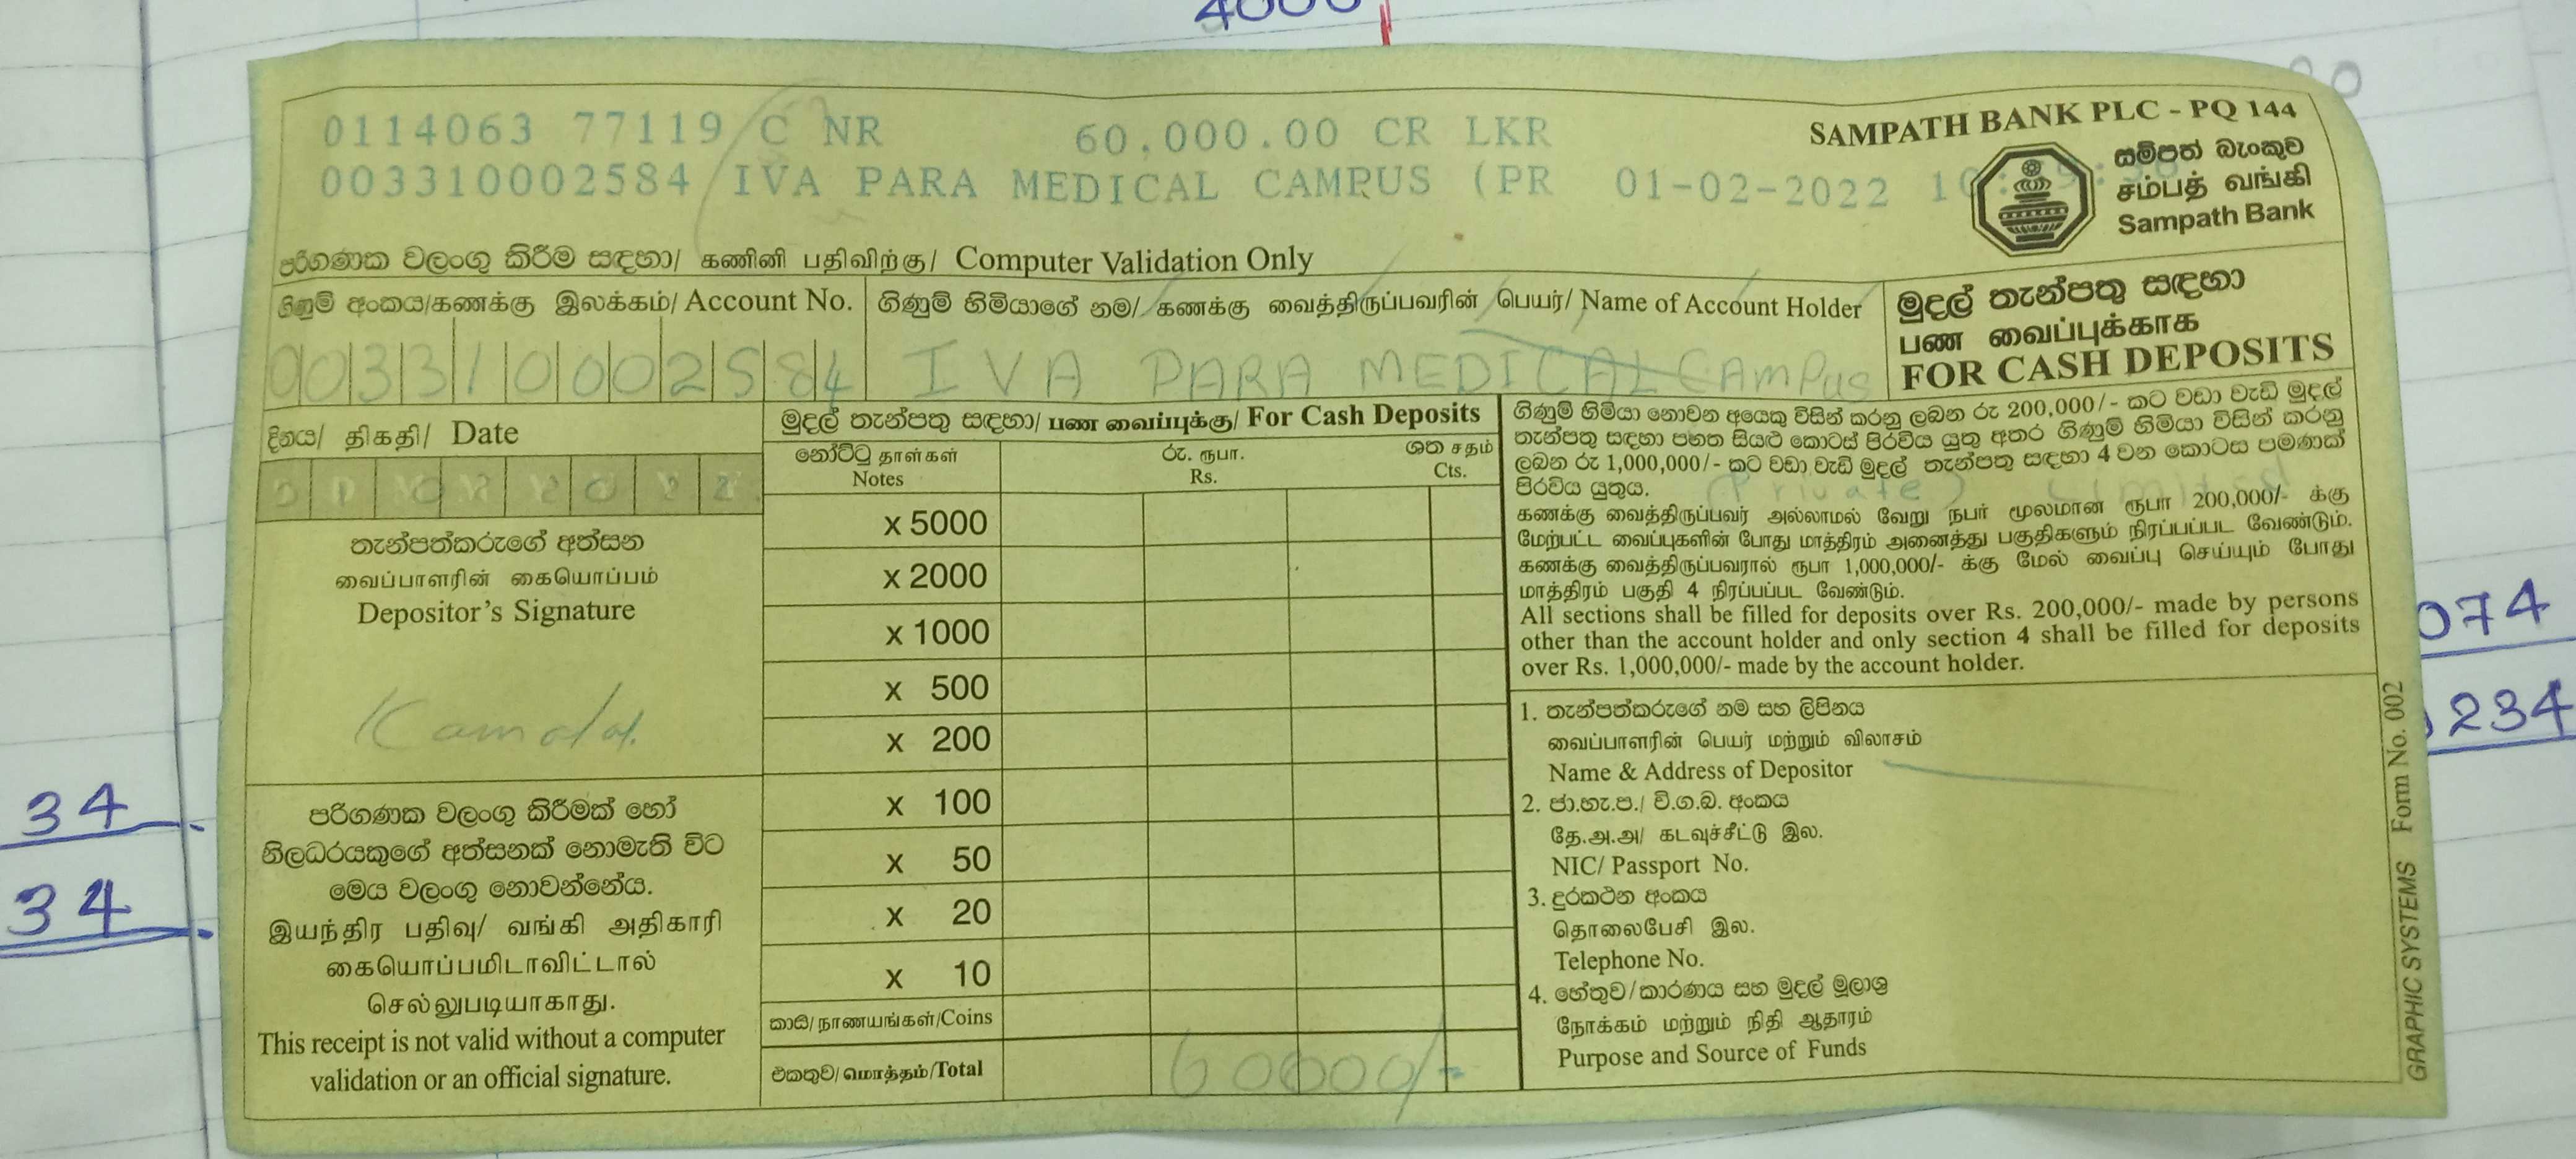 4000
0114063 77119 C NR 60,000.00 CR LKR
003310002584 IVA PARA MEDICAL CAMPUS (PR 01-02-2022
SAMPATH BANK PLC - PQ 144
සම්පත් බැංකුව
சம்பத் வங்கி
Sampath Bank
පරිගණක වලංගු කිරීම සඳහා/ கணினி பதிவிற்கு/ Computer Validation Only
ගිණුම් අංකය/கணக்கு இலக்கம்/ Account No.
003310002584
ගිණුම් හිමියාගේ නම/ கணக்கு வைத்திருப்பவரின் பெயர்/ Name of Account Holder
IVA PARA MEDICAL CAMPUS
(Private) Limited
මුදල් තැන්පතු සඳහා
பண வைப்புக்காக
FOR CASH DEPOSITS
දිනය/ திகதி/ Date
තැන්පත්කරුගේ අත්සන
வைப்பாளரின் கையொப்பம்
Depositor's Signature
පරිගණක වලංගු කිරීමක් හෝ
නිලධරයකුගේ අත්සනක් නොමැති විට
මෙය වලංගු නොවන්නේය.
இயந்திர பதிவு/ வங்கி அதிகாரி
கையொப்பமிடாவிட்டால்
செல்லுபடியாகாது.
This receipt is not valid without a computer
validation or an official signature.
මුදල් තැන්පතු සඳහා/ பண வைப்புக்கு/ For Cash Deposits
නෝට්ටු தாள்கள் රු. ரூபா. ශත சதம்
Notes Rs. Cts.
x 5000
x 2000
x 1000
x 500
x 200
x 100
x 50
x 20
x 10
කාසි/நாணயங்கள்/Coins
එකතුව/மொத்தம்/Total 60000/-
ගිණුම් හිමියා නොවන අයෙකු විසින් කරනු ලබන රු 200,000/- කට වඩා වැඩි මුදල්
තැන්පතු සඳහා පහත සියළු කොටස් පිරවිය යුතු අතර ගිණුම් හිමියා විසින් කරනු
ලබන රු 1,000,000/- කට වඩා වැඩි මුදල් තැන්පතු සඳහා 4 වන කොටස පමණක්
පිරවිය යුතුය.
கணக்கு வைத்திருப்பவர் அல்லாமல் வேறு நபர் மூலமான ரூபா 200,000/- க்கு
மேற்பட்ட வைப்புகளின் போது மாத்திரம் அனைத்து பகுதிகளும் நிரப்பப்பட வேண்டும்.
கணக்கு வைத்திருப்பவரால் ரூபா 1,000,000/- க்கு மேல் வைப்பு செய்யும் போது
மாத்திரம் பகுதி 4 நிரப்பப்பட வேண்டும்.
All sections shall be filled for deposits over Rs. 200,000/- made by persons
other than the account holder and only section 4 shall be filled for deposits
over Rs. 1,000,000/- made by the account holder.
1. තැන්පත්කරුගේ නම සහ ලිපිනය
வைப்பாளரின் பெயர் மற்றும் விலாசம்
Name & Address of Depositor
2. ජා.හැ.ප./ වි.ග.බ. අංකය
தே.அ.அ/ கடவுச்சீட்டு இல.
NIC/ Passport No.
3. දුරකථන අංකය
தொலைபேசி இல.
Telephone No.
4. හේතුව/කාරණය සහ මුදල් මූලාශ්‍ර
நோக்கம் மற்றும் நிதி ஆதாரம்
Purpose and Source of Funds
GRAPHIC SYSTEMS Form No. 002
34
34
074
234